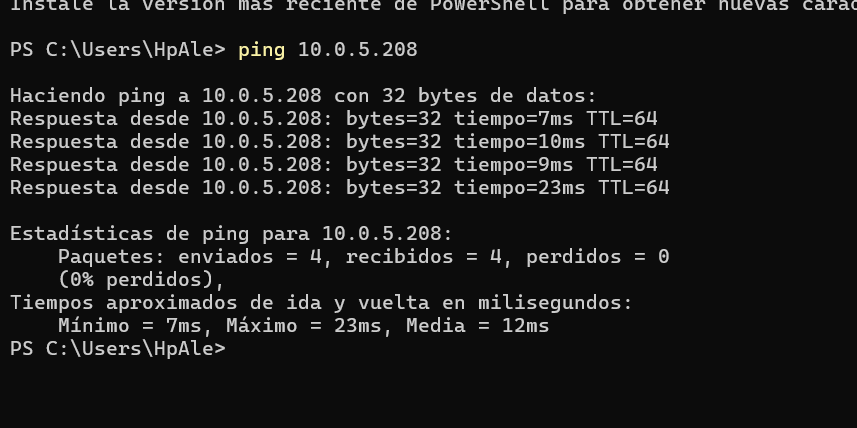 Instale la versión más reciente de PowerShell para obtener nuevas
PS C:\Users\HpAle> ping 10.0.5.208
Haciendo ping a 10.0.5.208 con 32 bytes de datos:
Respuesta desde 10.0.5.208: bytes=32 tiempo=7ms TTL=64
Respuesta desde 10.0.5.208: bytes=32 tiempo=10ms TTL=64
Respuesta desde 10.0.5.208: bytes=32 tiempo=9ms TTL=64
Respuesta desde 10.0.5.208: bytes=32 tiempo=23ms TTL=64
Estadísticas de ping para 10.0.5.208:
Paquetes: enviados = 4, recibidos = 4, perdidos = 0
(0% perdidos),
Tiempos aproximados de ida y vuelta en milisegundos:
Mínimo = 7ms, Máximo = 23ms, Media = 12ms
PS C:\Users\HpAle>